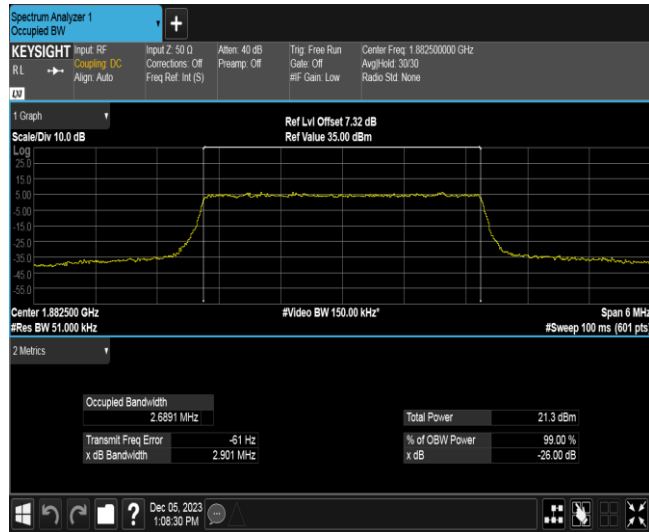 Spectrum Analyzer 1
Occupied BW
+
KEYSIGHT
Input: RF
Input Z: 50 Ω
Atten: 40 dB
Trig: Free Run
Center Freq: 1.882500000 GHz
R L
Coupling: DC
Corrections: Off
Preamp: Off
Gate: Off
Avg|Hold: 30/30
Align: Auto
Freq Ref: Int (S)
#IF Gain: Low
Radio Std: None
LXI
1 Graph
Ref Lvl Offset 7.32 dB
Scale/Div 10.0 dB
Ref Value 35.00 dBm
Log
25.0
15.0
5.00
-5.00
-15.0
-25.0
-35.0
-45.0
-55.0
Center 1.882500 GHz
#Video BW 150.00 kHz*
Span 6 MHz
#Res BW 51.000 kHz
#Sweep 100 ms (601 pts)
2 Metrics
Occupied Bandwidth
2.6891 MHz
Total Power
21.3 dBm
Transmit Freq Error
-61 Hz
% of OBW Power
99.00 %
x dB Bandwidth
2.901 MHz
x dB
-26.00 dB
?
Dec 05, 2023
1:08:30 PM